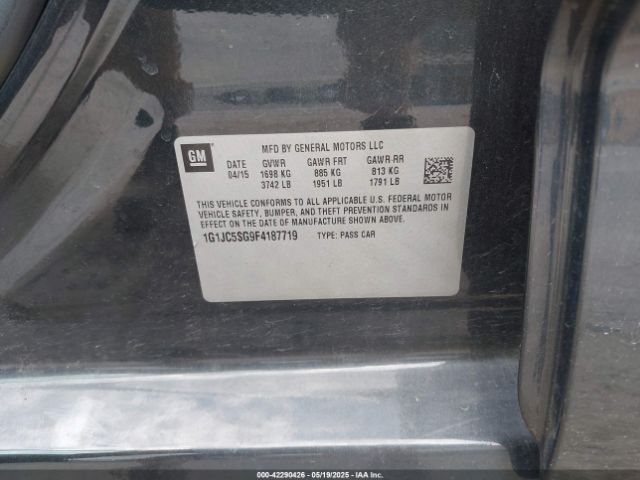 GM
MFD BY GENERAL MOTORS LLC
DATE GVWR GAWR-FRT GAWR-RR
04/15 1698 KG 885 KG 813 KG
3742 LB 1951 LB 1791 LB
THIS VEHICLE CONFORMS TO ALL APPLICABLE U.S. FEDERAL MOTOR
VEHICLE SAFETY, BUMPER, AND THEFT PREVENTION STANDARDS IN
EFFECT ON THE DATE OF MANUFACTURE SHOWN ABOVE.
1G1JC5SG9F4187719 TYPE: PASS CAR
000-42290426 - 05/19/2025 - IAAI.COM